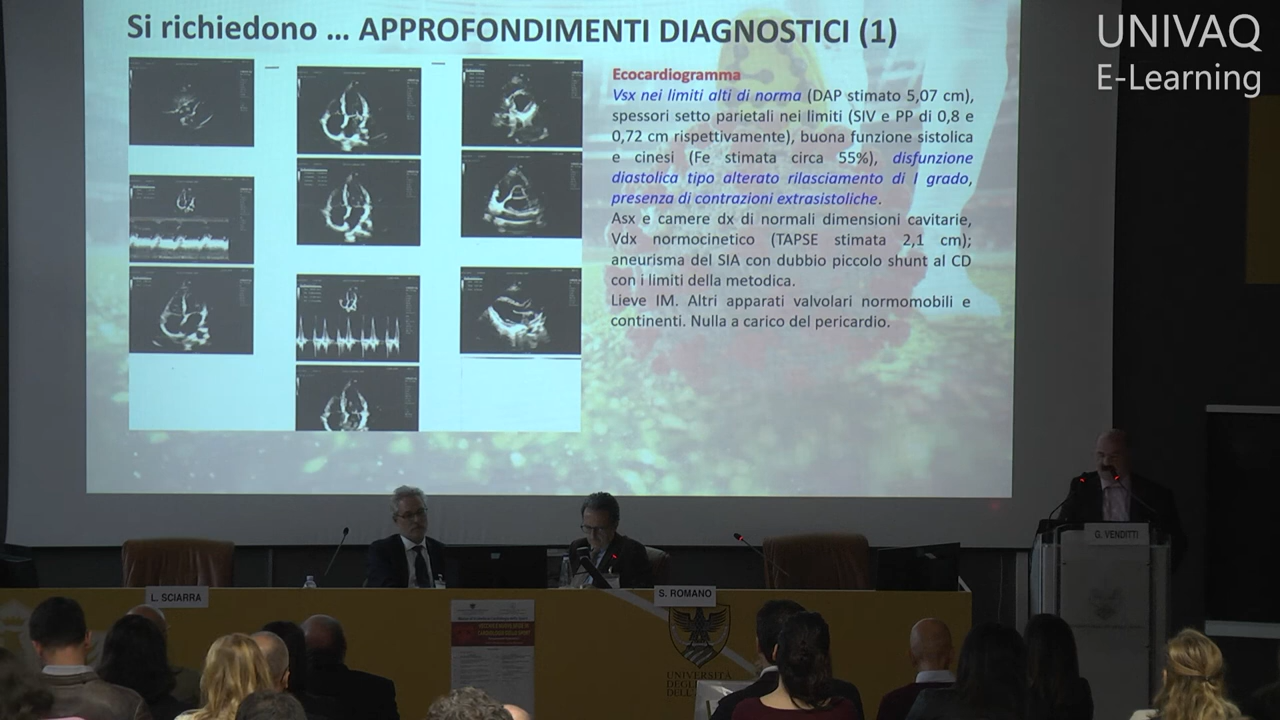 Si richiedono ... APPROFONDIMENTI DIAGNOSTICI (1)
UNIVAQ
E-Learning
Ecocardiogramma
Vsx nei limiti alti di norma (DAP stimato 5,07 cm),
spessori setto parietali nei limiti (SIV e PP di 0,8 e
0,72 cm rispettivamente), buona funzione sistolica
e cinesi (Fe stimata circa 55%), disfunzione
diastolica tipo alterato rilasciamento di I grado,
presenza di contrazioni extrasistoliche.
Asx e camere dx di normali dimensioni cavitarie,
Vdx normocinetico (TAPSE stimata 2,1 cm);
aneurisma del SIA con dubbio piccolo shunt al CD
con i limiti della metodica.
Lieve IM. Altri apparati valvolari normomobili e
continenti. Nulla a carico del pericardio.
G. VENDITTI
L. SCIARRA
S. ROMANO
UNIVERSITÀ